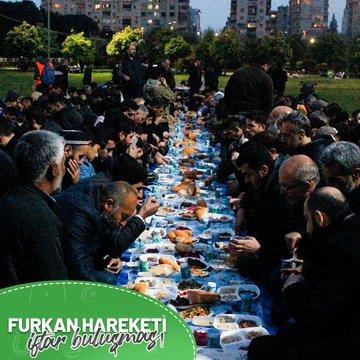 FURKAN HAREKETİ
iftar buluşması